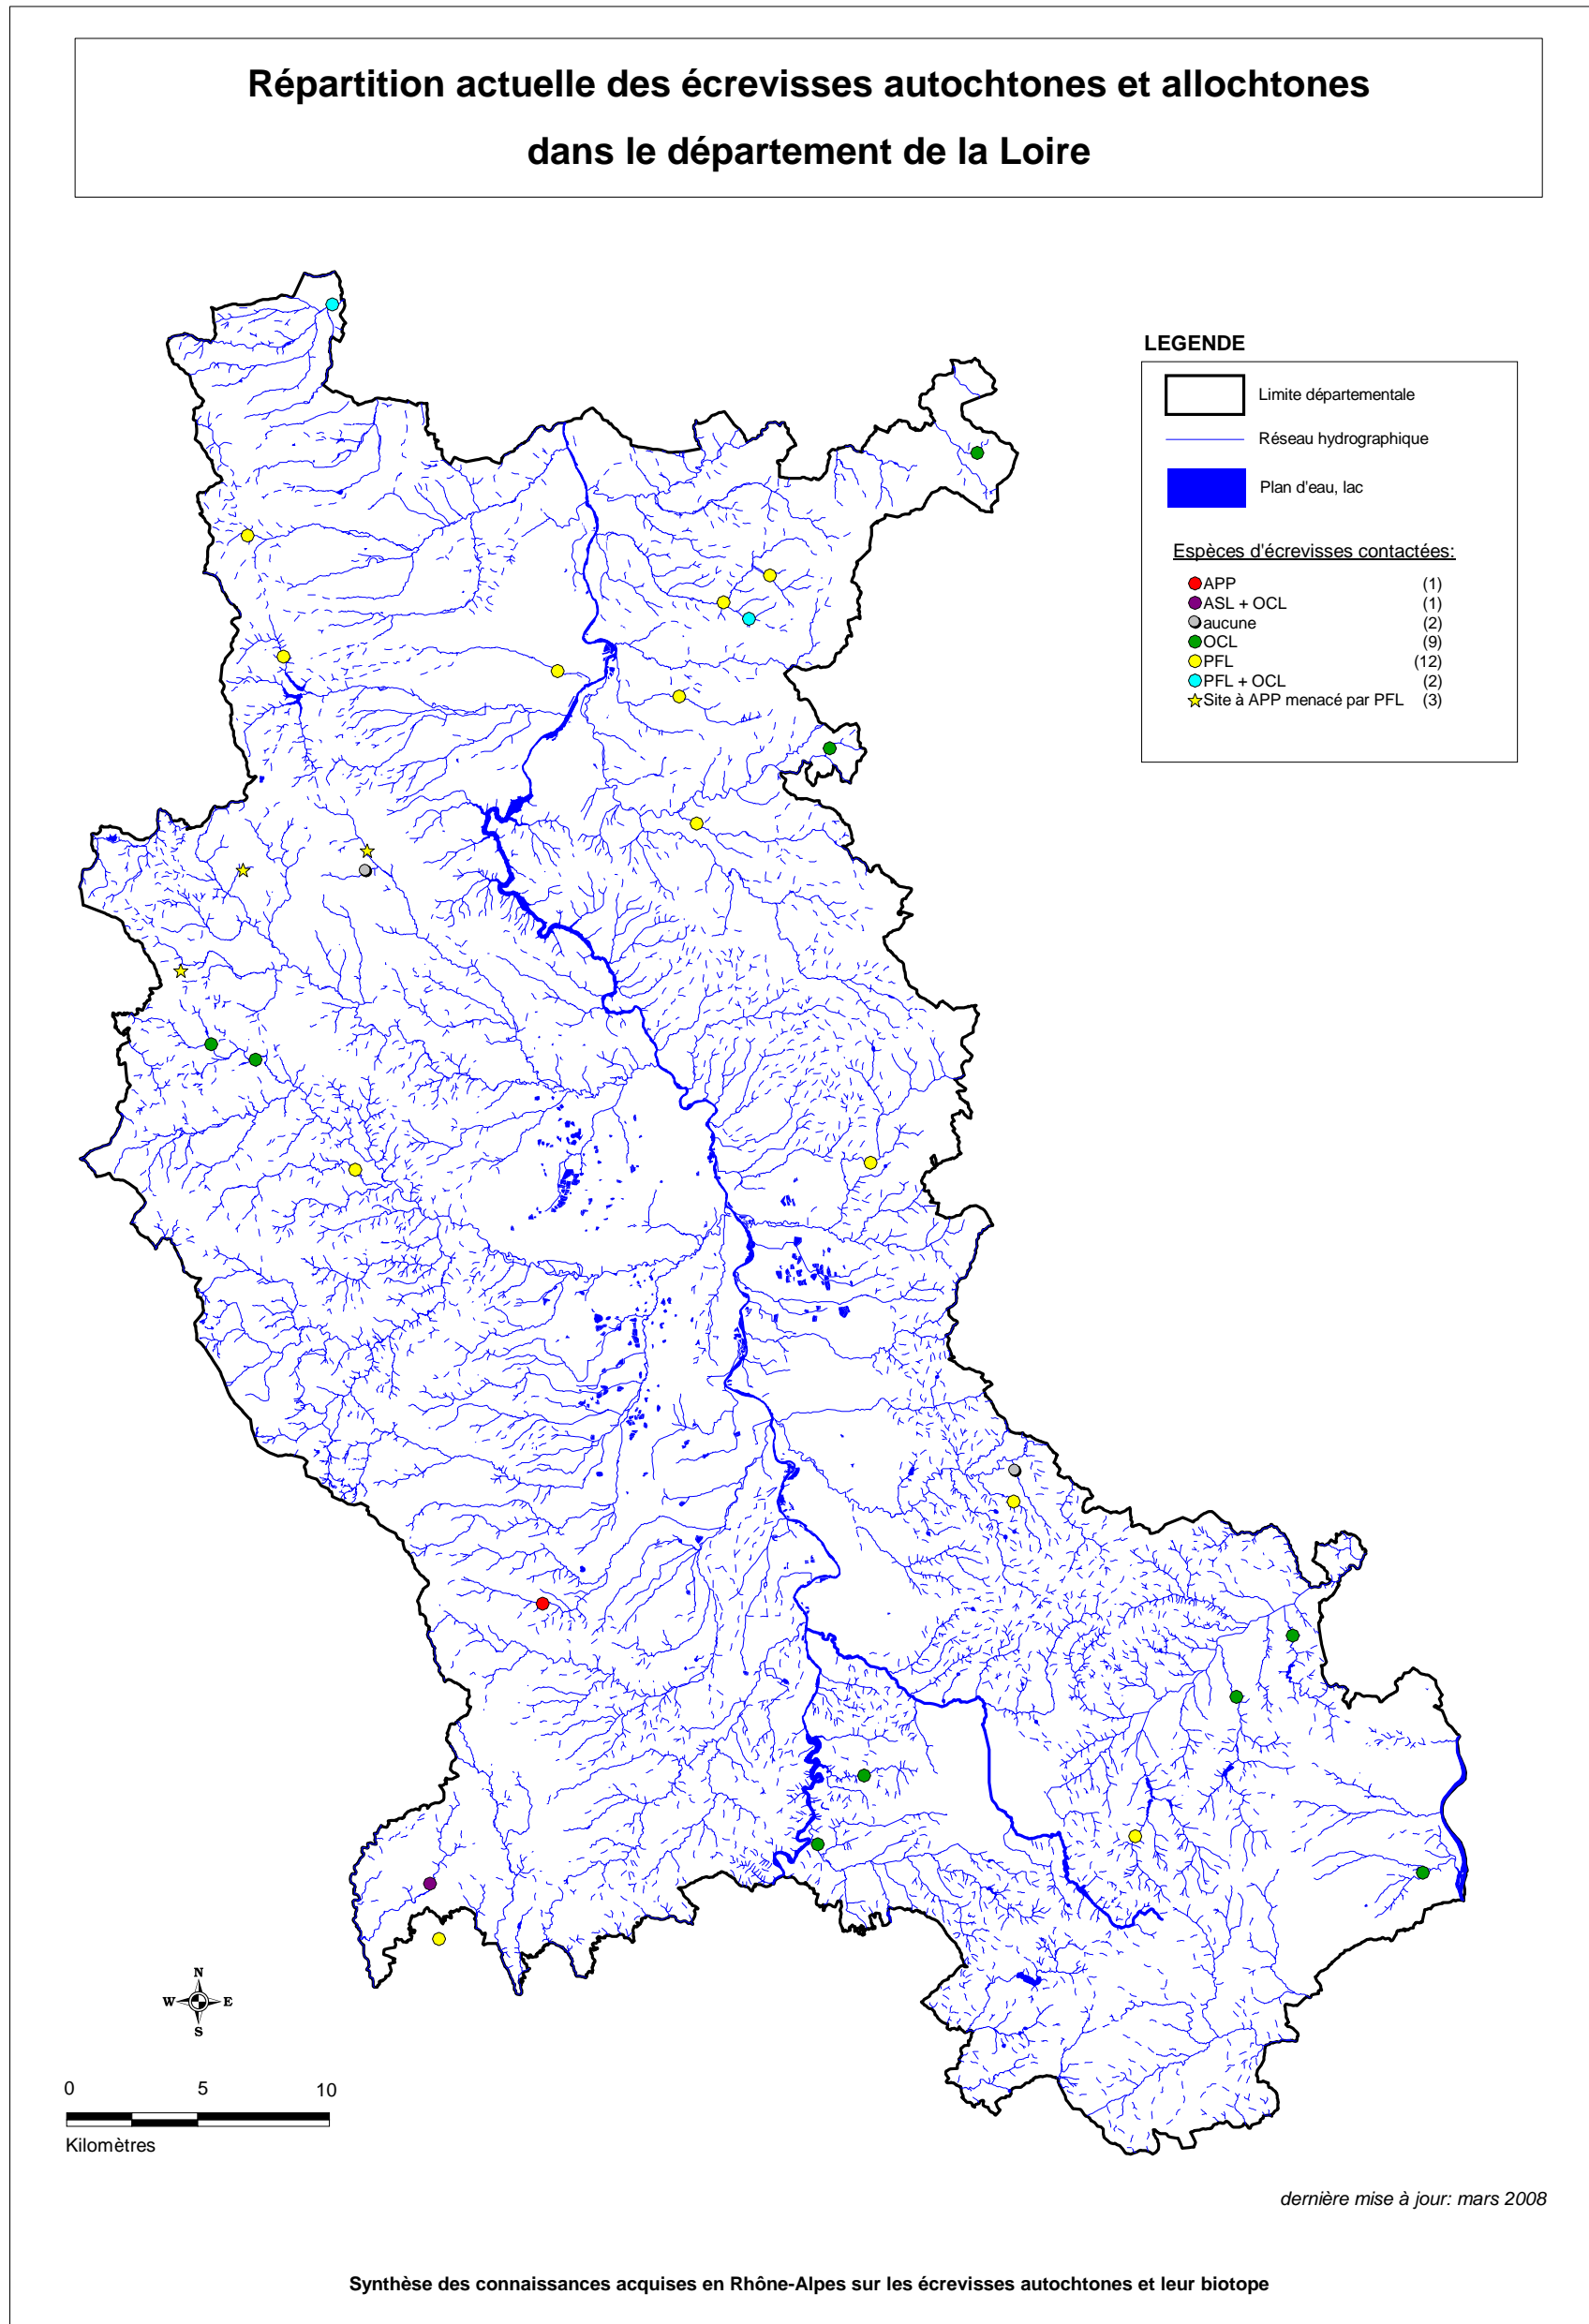 Répartition actuelle des écrevisses autochtones et allochtones
dans le département de la Loire
LEGENDE
Limite départementale
Réseau hydrographique
Plan d'eau, lac
Espèces d'écrevisses contactées:
APP (1)
ASL + OCL (1)
aucune (2)
OCL (9)
PFL (12)
PFL + OCL (2)
Site à APP menacé par PFL (3)
N
W E
S
0 5 10
Kilomètres
dernière mise à jour: mars 2008
Synthèse des connaissances acquises en Rhône-Alpes sur les écrevisses autochtones et leur biotope